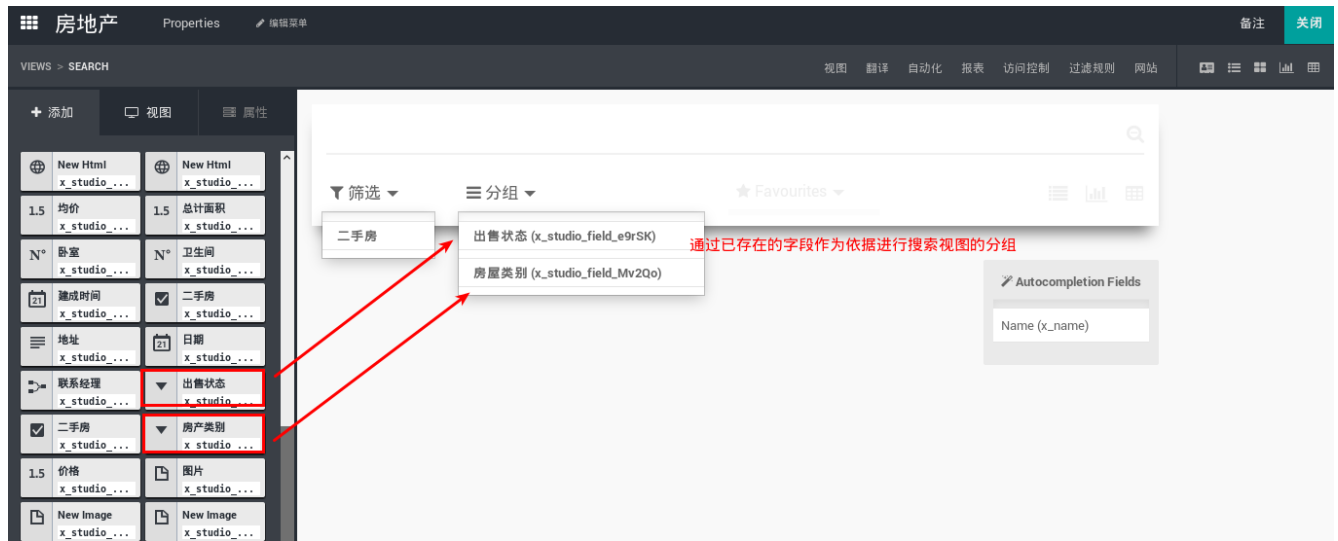 房地产 Properties 编辑菜单 备注 关闭
VIEWS > SEARCH 视图 翻译 自动化 报表 访问控制 过滤规则 网站
添加 视图 属性
New Html New Html
x_studio_... x_studio_...
1.5 均价 1.5 总计面积
x_studio_... x_studio_...
N° 卧室 N° 卫生间
x_studio_... x_studio_...
21 建成时间 二手房
x_studio_... x_studio_...
地址 21 日期
x_studio_... x_studio_...
联系经理 出售状态
x_studio_... x_studio_...
二手房 房产类别
x_studio_... x_studio_...
1.5 价格 图片
x_studio_... x_studio_...
New Image New Image
x_studio_... x_studio_...
筛选 分组 Favourites
二手房
出售状态 (x_studio_field_e9rSK)
房屋类别 (x_studio_field_Mv2Qo)
通过已存在的字段作为依据进行搜索视图的分组
Autocompletion Fields
Name (x_name)